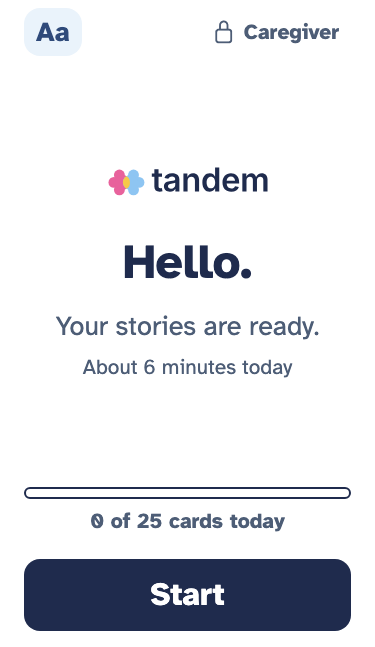 Aa
Caregiver
tandem
Hello.
Your stories are ready.
About 6 minutes today
0 of 25 cards today
Start